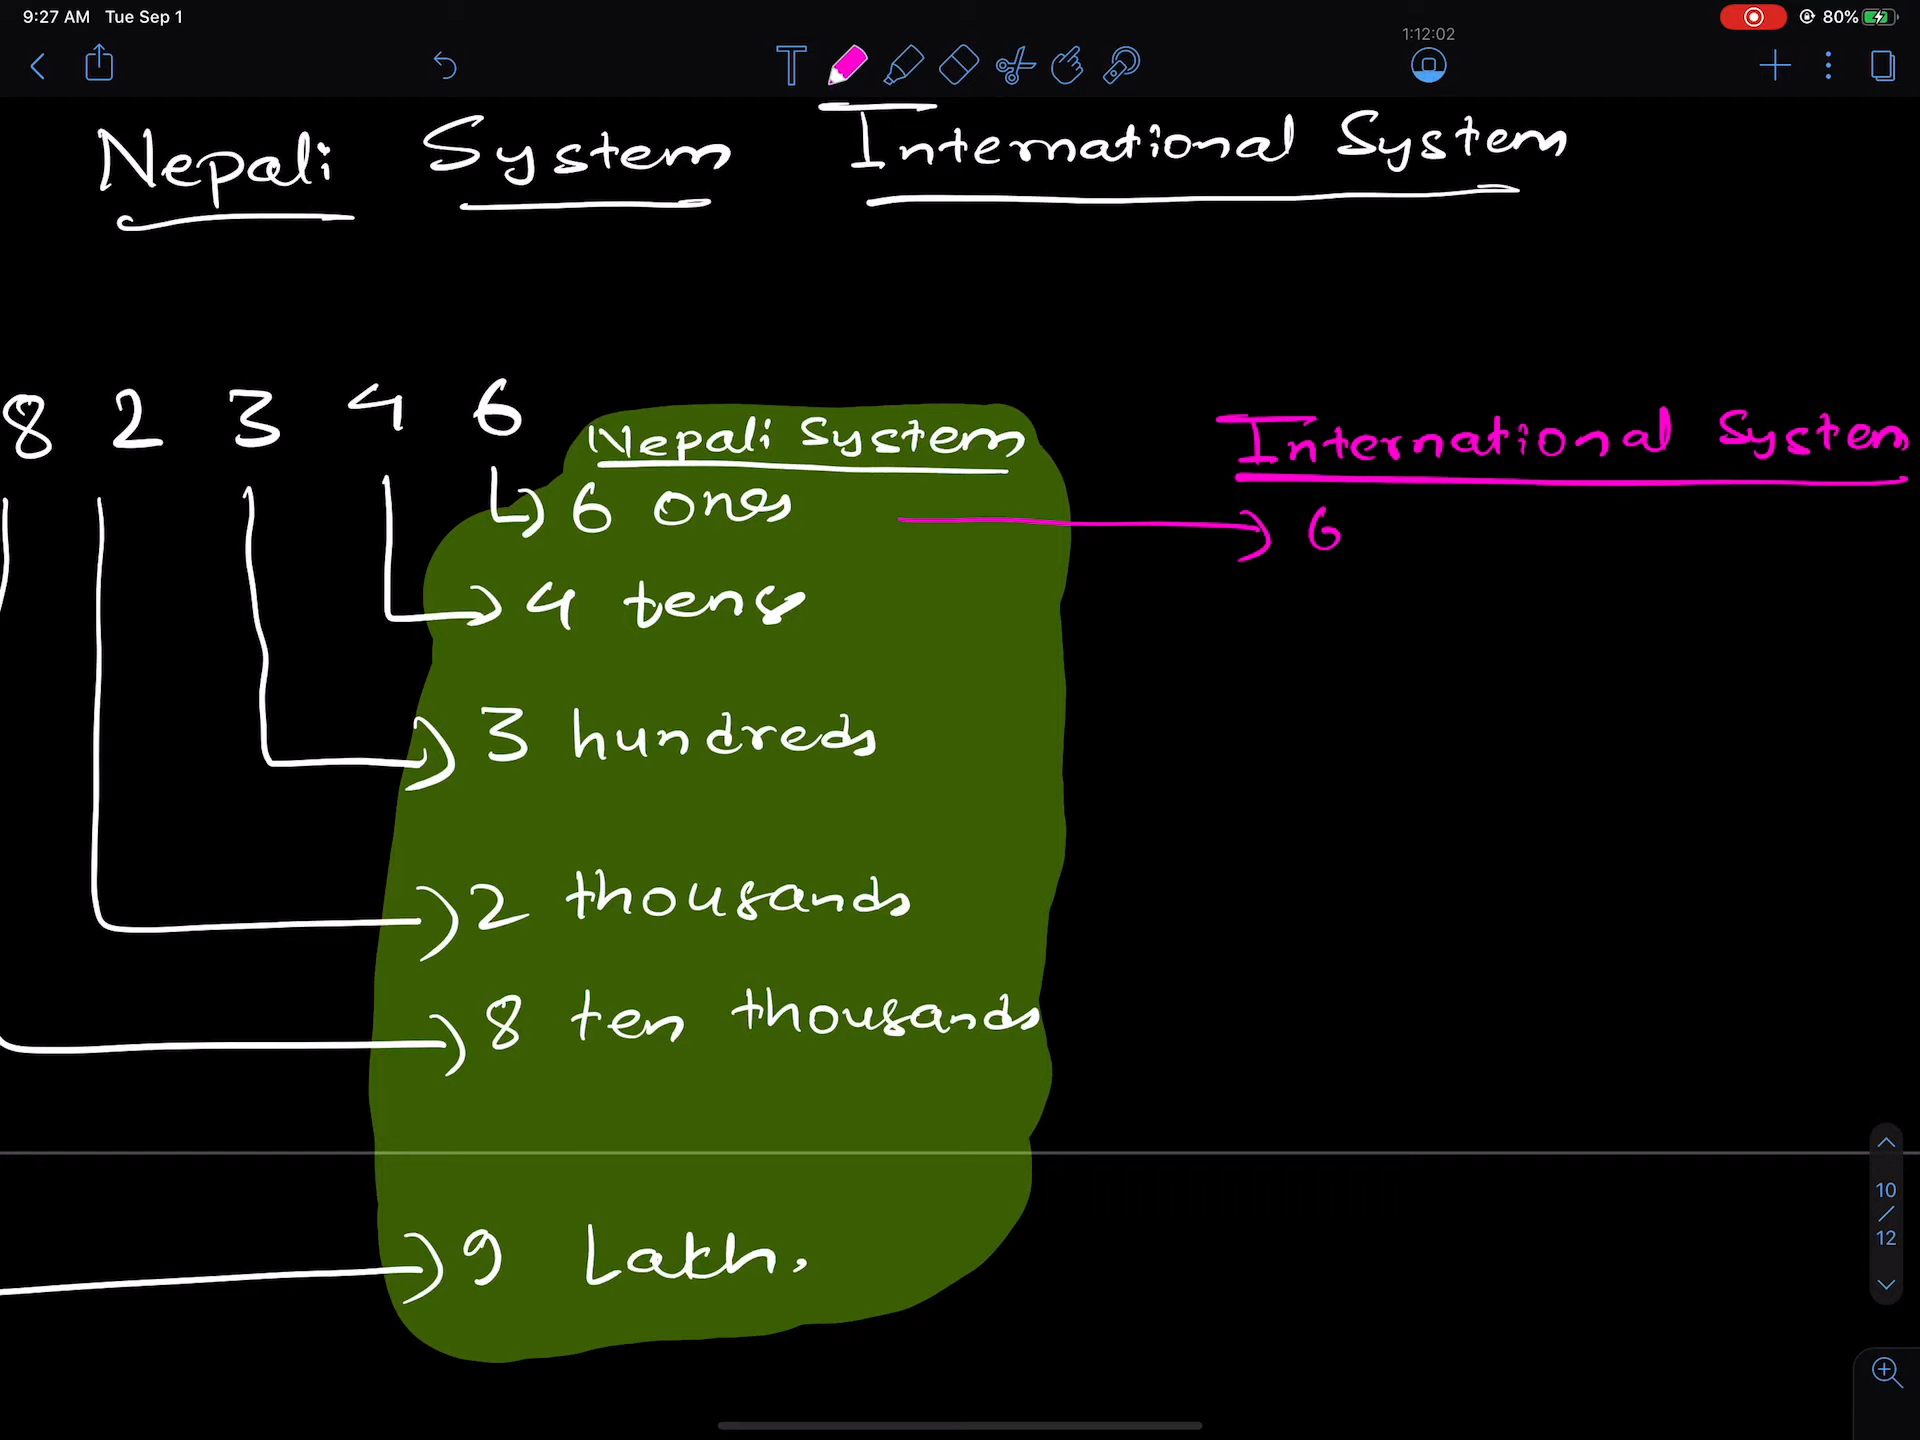 9:27 AM Tue Sep 1
80%
1:12:02
T
Nepali System International System
8 2 3 4 6
Nepali System
International System
6 ones
6
4 tens
3 hundreds
2 thousands
8 ten thousands
9 Lakh.
10
/
12